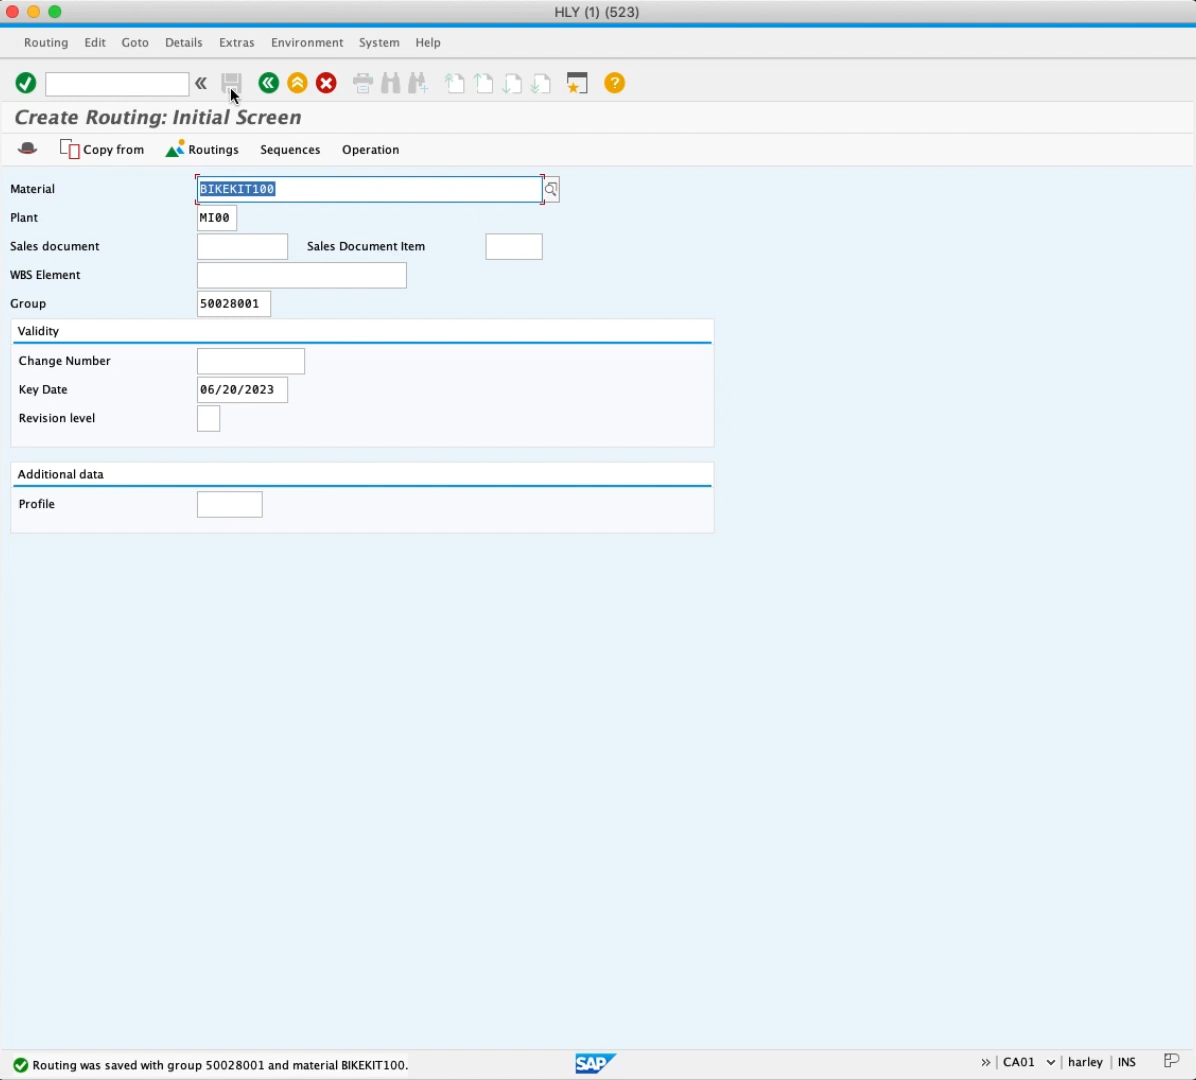 HLY (1) (523)
Routing Edit Goto Details Extras Environment System Help
Create Routing: Initial Screen
Copy from Routings Sequences Operation
Material BIKEKIT100
Plant MI00
Sales document Sales Document Item
WBS Element
Group 50028001
Validity
Change Number
Key Date 06/20/2023
Revision level
Additional data
Profile
Routing was saved with group 50028001 and material BIKEKIT100. SAP CA01 harley INS